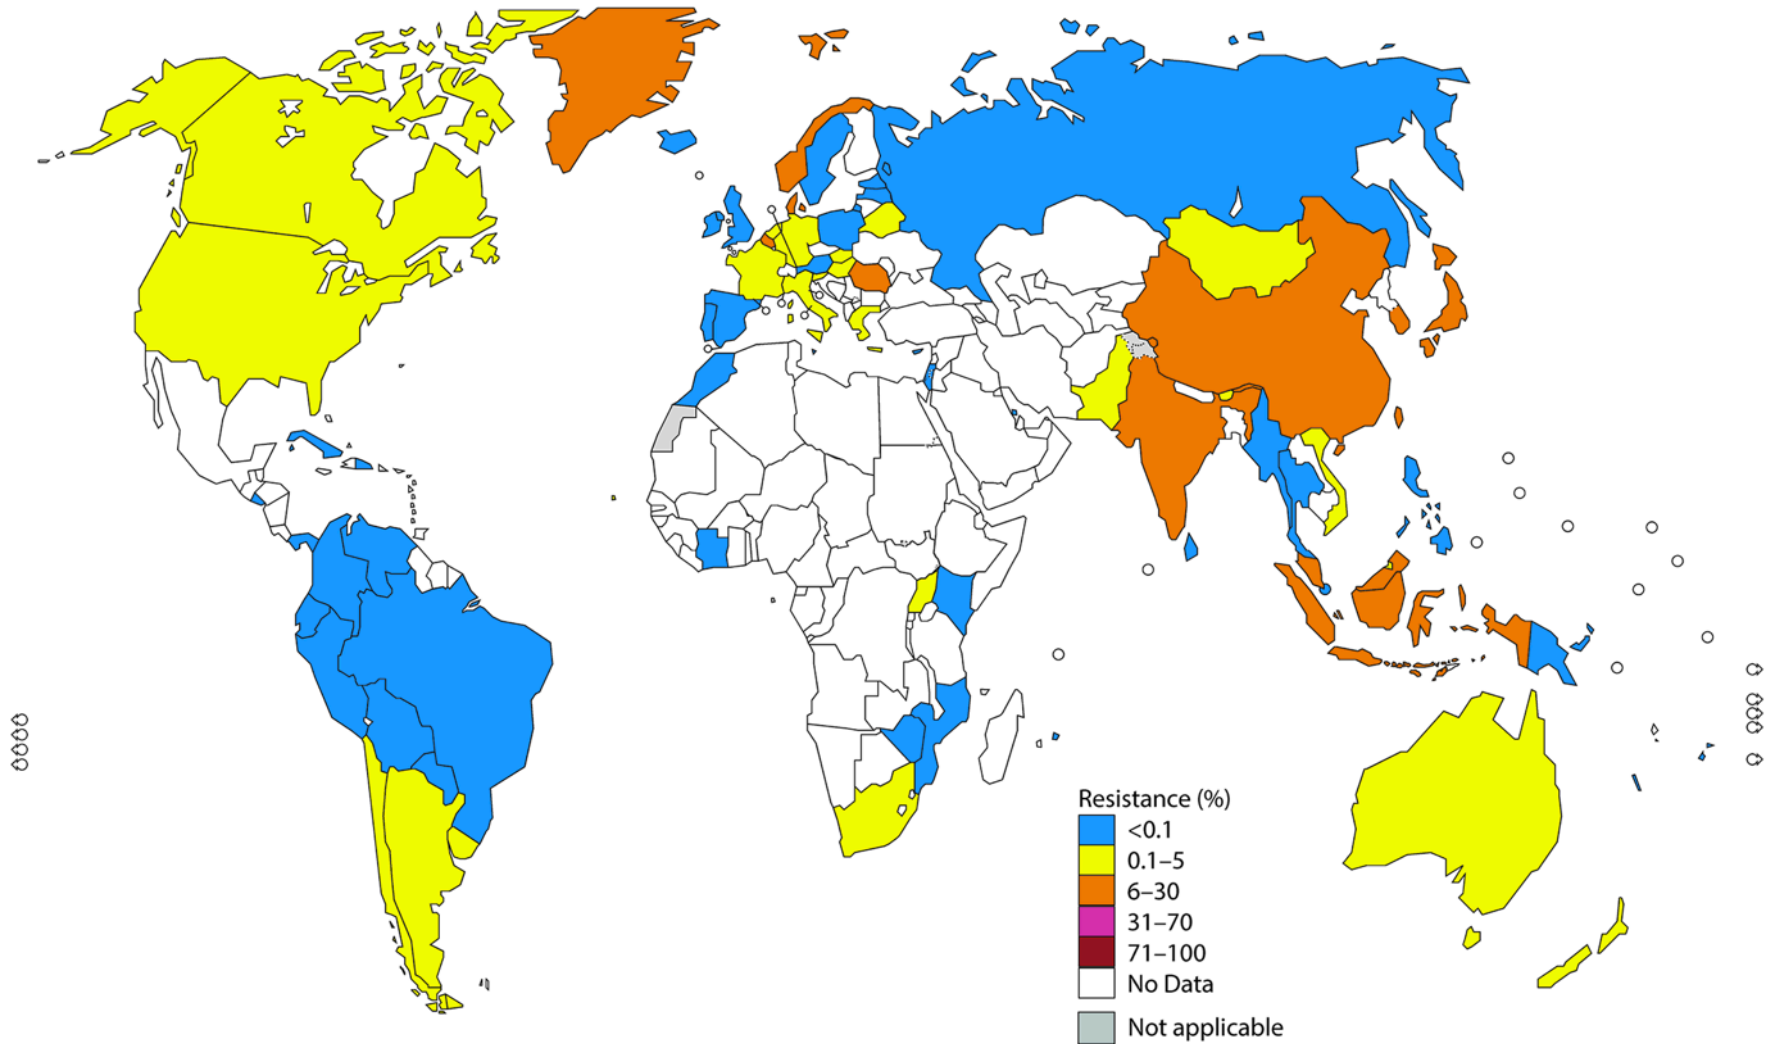 Resistance (%)
<0.1
0.1–5
6–30
31–70
71–100
No Data
Not applicable